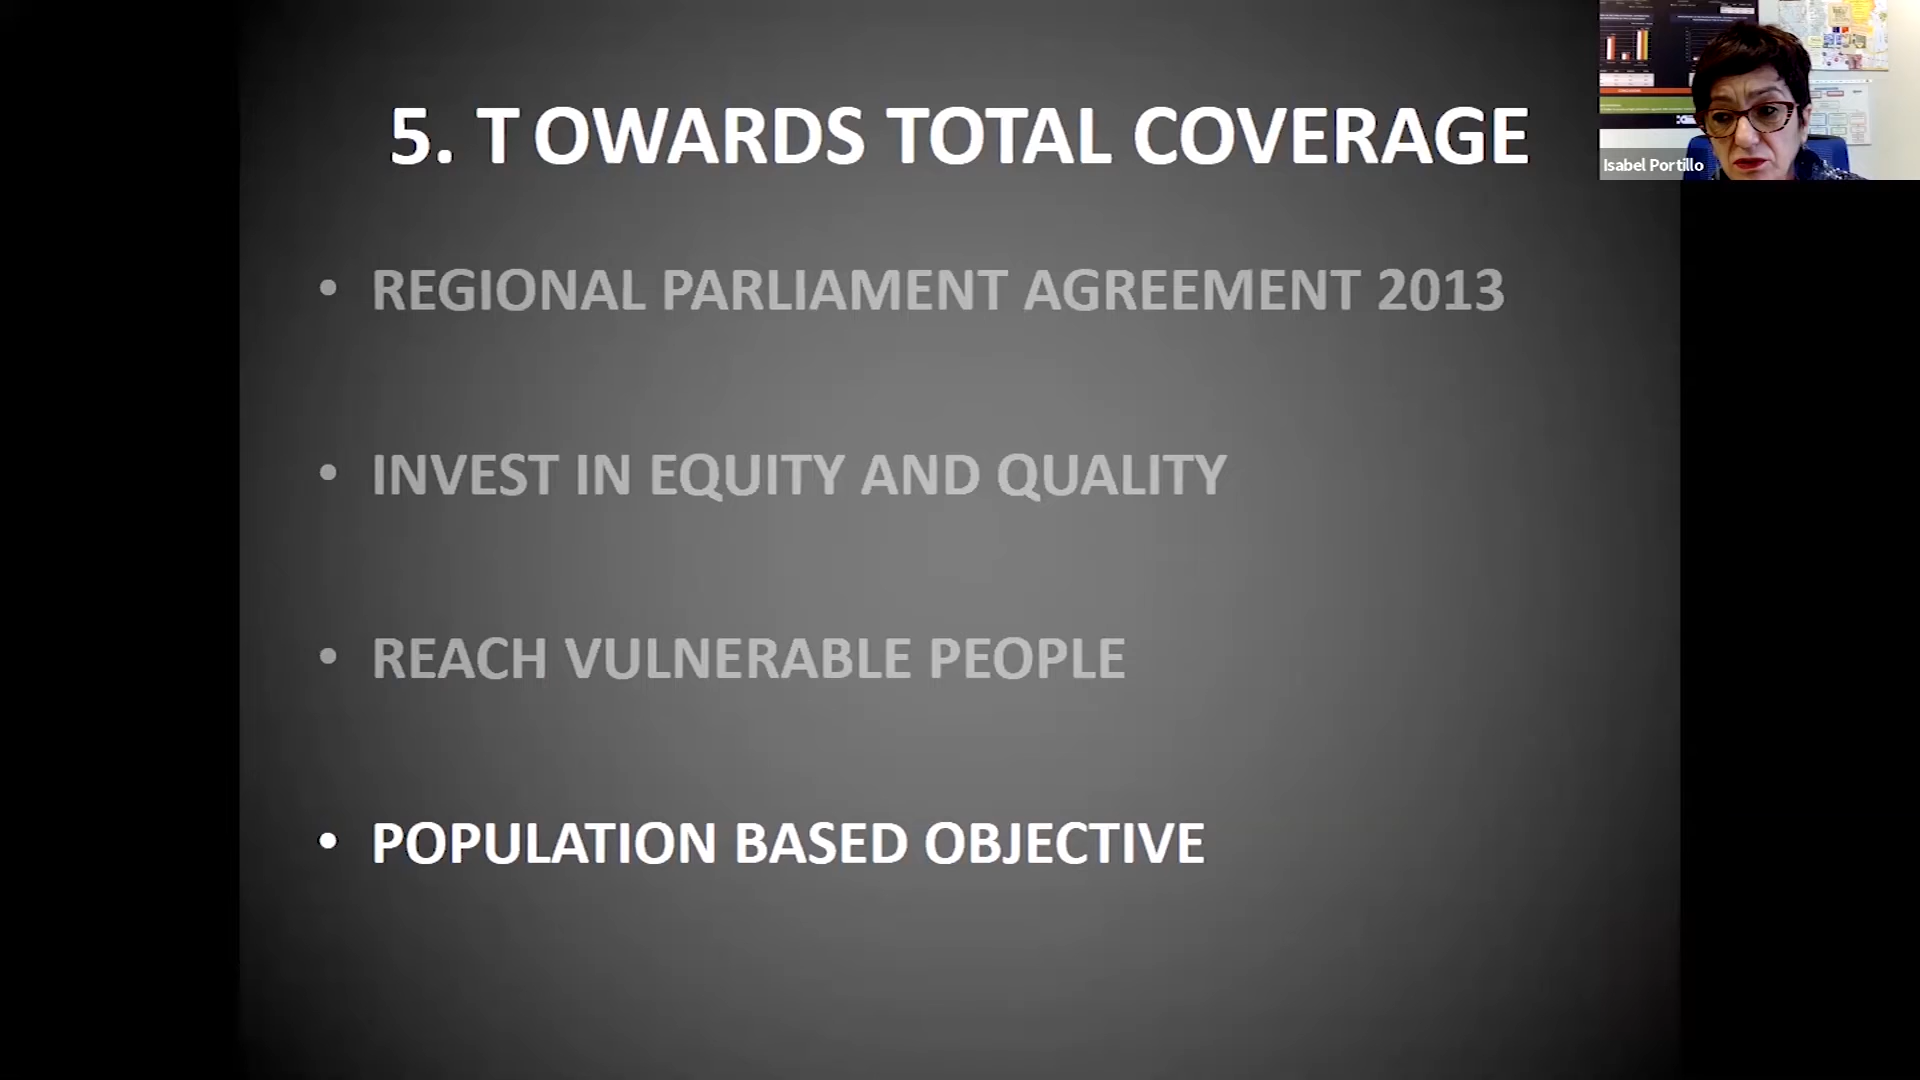 5. T OWARDS TOTAL COVERAGE
Isabel Portillo
• REGIONAL PARLIAMENT AGREEMENT 2013
• INVEST IN EQUITY AND QUALITY
• REACH VULNERABLE PEOPLE
• POPULATION BASED OBJECTIVE